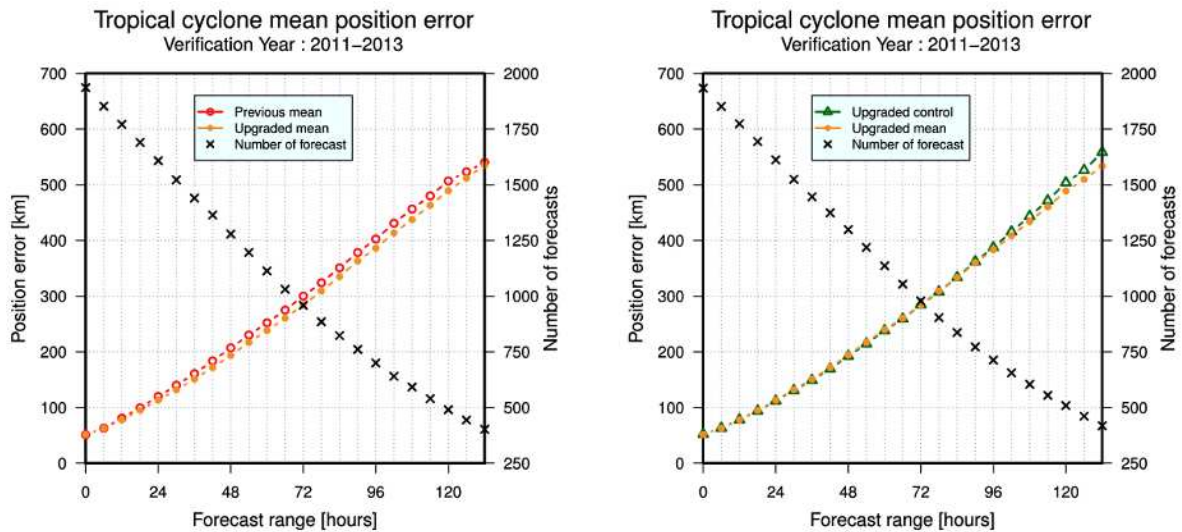 Tropical cyclone mean position error
Verification Year : 2011−2013
700
600
500
400
300
200
100
0
Position error [km]
2000
1750
1500
1250
1000
750
500
250
Number of forecasts
Previous mean
Upgraded mean
Number of forecast
0 24 48 72 96 120
Forecast range [hours]
Tropical cyclone mean position error
Verification Year : 2011−2013
700
600
500
400
300
200
100
0
Position error [km]
2000
1750
1500
1250
1000
750
500
250
Number of forecasts
Upgraded control
Upgraded mean
Number of forecast
0 24 48 72 96 120
Forecast range [hours]